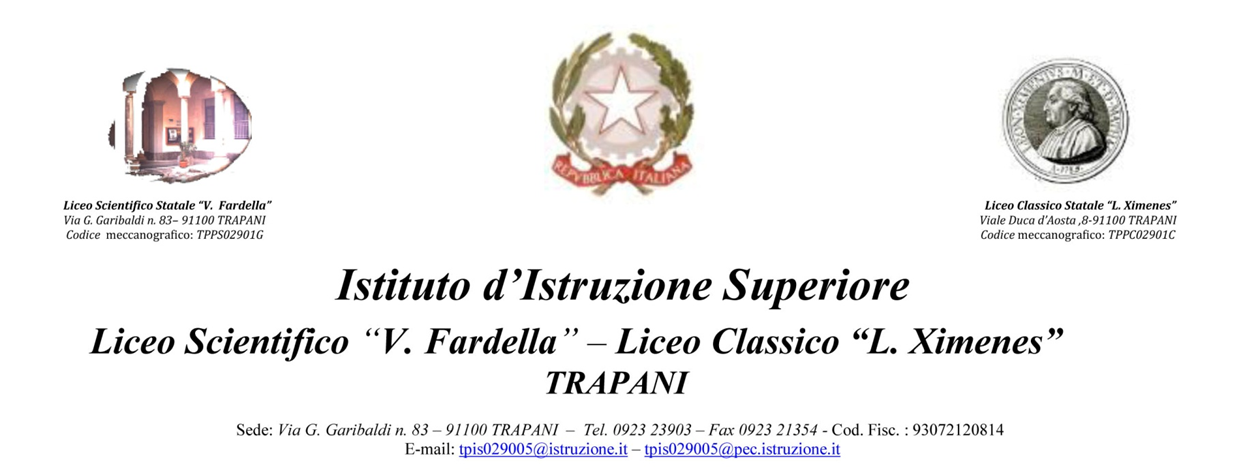 REPVBBLICA ITALIANA
Liceo Scientifico Statale “V. Fardella”
Via G. Garibaldi n. 83– 91100 TRAPANI
Codice meccanografico: TPPS02901G
Liceo Classico Statale “L. Ximenes”
Viale Duca d’Aosta ,8-91100 TRAPANI
Codice meccanografico: TPPC02901C
Istituto d’Istruzione Superiore
Liceo Scientifico “V. Fardella” – Liceo Classico “L. Ximenes”
TRAPANI
Sede: Via G. Garibaldi n. 83 – 91100 TRAPANI – Tel. 0923 23903 – Fax 0923 21354 - Cod. Fisc. : 93072120814
E-mail: tpis029005@istruzione.it – tpis029005@pec.istruzione.it